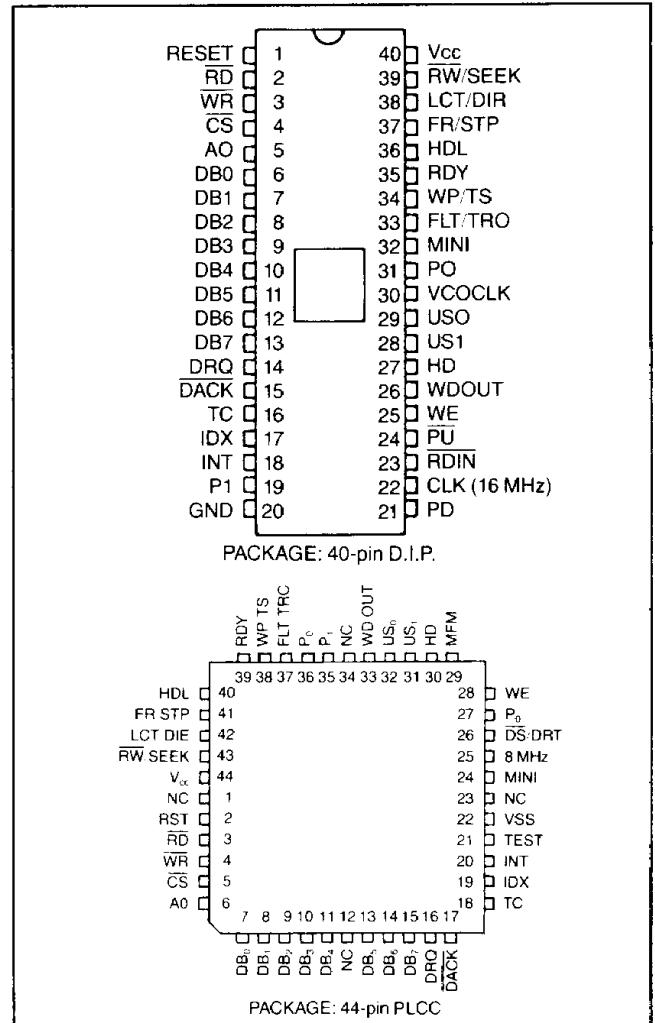 RESET 1 40 Vcc
RD 2 39 RW/SEEK
WR 3 38 LCT/DIR
CS 4 37 FR/STP
AO 5 36 HDL
DB0 6 35 RDY
DB1 7 34 WP/TS
DB2 8 33 FLT/TRO
DB3 9 32 MINI
DB4 10 31 PO
DB5 11 30 VCOCLK
DB6 12 29 USO
DB7 13 28 US1
DRQ 14 27 HD
DACK 15 26 WDOUT
TC 16 25 WE
IDX 17 24 PU
INT 18 23 RDIN
P1 19 22 CLK (16 MHz)
GND 20 21 PD
PACKAGE: 40-pin D.I.P.
RDY WP TS FLT TRC P₀ P₁ NC WD OUT US₀ US₁ HD MFM
39 38 37 36 35 34 33 32 31 30 29
HDL 40 28 WE
FR STP 41 27 P₀
LCT DIE 42 26 DS/DRT
RW SEEK 43 25 8 MHz
Vcc 44 24 MINI
NC 1 23 NC
RST 2 22 VSS
RD 3 21 TEST
WR 4 20 INT
CS 5 19 IDX
A0 6 18 TC
7 8 9 10 11 12 13 14 15 16 17
DB₀ DB₁ DB₂ DB₃ DB₄ NC DB₅ DB₆ DB₇ DRQ DACK
PACKAGE: 44-pin PLCC